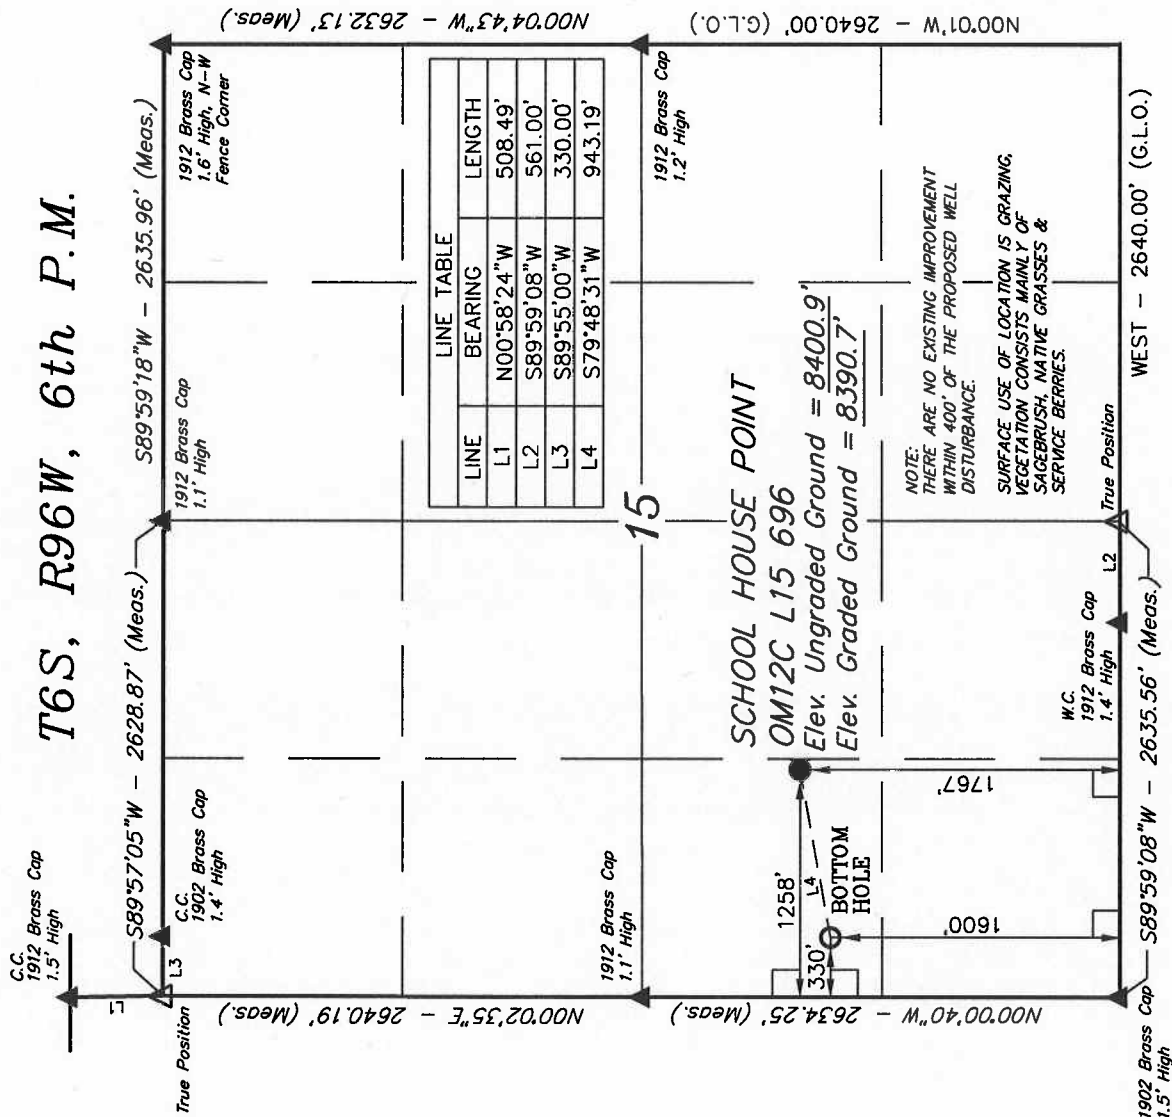 T6S, R96W, 6th P.M.
C.C.
1912 Brass Cap
1.5' High
S89°57'05"W - 2628.87' (Meas.)
S89°59'18"W - 2635.96' (Meas.)
L1
L3
True Position
C.C.
1902 Brass Cap
1.4' High
1912 Brass Cap
1.1' High
1912 Brass Cap
1.6' High, N-W
Fence Corner
N00°02'35"E - 2640.19' (Meas.)
N00°04'43"W - 2632.13' (Meas.)
LINE TABLE
LINE BEARING LENGTH
L1 N00°58'24"W 508.49'
L2 S89°59'08"W 561.00'
L3 S89°55'00"W 330.00'
L4 S79°48'31"W 943.19'
1912 Brass Cap
1.1' High
15
1912 Brass Cap
1.2' High
SCHOOL HOUSE POINT
OM12C L15 696
Elev. Ungraded Ground = 8400.9'
Elev. Graded Ground = 8390.7'
1258'
L4
330'
BOTTOM
HOLE
1600'
1767'
N00°00'40"W - 2634.25' (Meas.)
N00°01'W - 2640.00' (G.L.O.)
NOTE:
THERE ARE NO EXISTING IMPROVEMENT
WITHIN 400' OF THE PROPOSED WELL
DISTURBANCE.
SURFACE USE OF LOCATION IS GRAZING,
VEGETATION CONSISTS MAINLY OF
SAGEBRUSH, NATIVE GRASSES &
SERVICE BERRIES.
W.C.
1912 Brass Cap
1.4' High
L2
True Position
1902 Brass Cap
1.5' High
S89°59'08"W - 2635.56' (Meas.)
WEST - 2640.00' (G.L.O.)